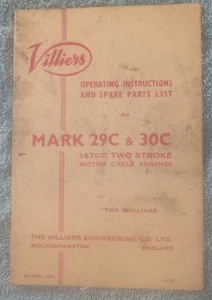 Villiers
OPERATING INSTRUCTIONS
AND SPARE PARTS LIST
for
MARK 29C & 30C
147c.c. TWO STROKE
MOTOR CYCLE ENGINES
TWO SHILLINGS
THE VILLIERS ENGINEERING CO. LTD.
WOLVERHAMPTON ENGLAND